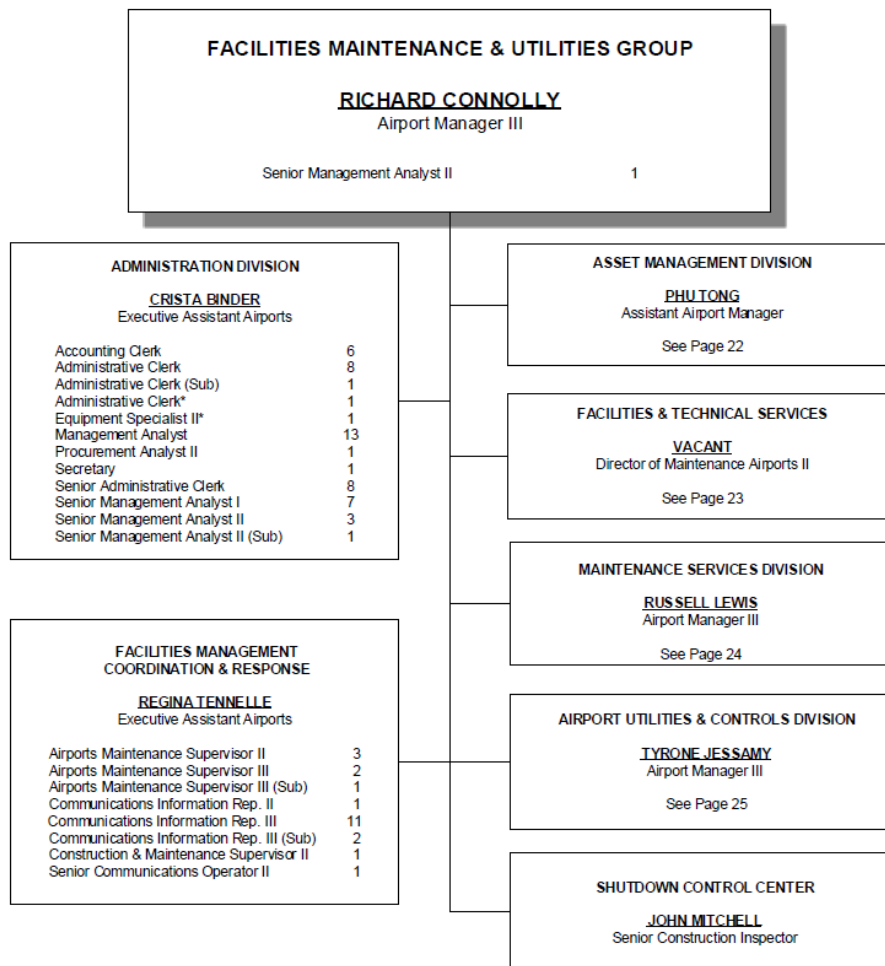 FACILITIES MAINTENANCE & UTILITIES GROUP
RICHARD CONNOLLY
Airport Manager III
Senior Management Analyst II 1
ADMINISTRATION DIVISION
CRISTA BINDER
Executive Assistant Airports
Accounting Clerk 6
Administrative Clerk 8
Administrative Clerk (Sub) 1
Administrative Clerk* 1
Equipment Specialist II* 1
Management Analyst 13
Procurement Analyst II 1
Secretary 1
Senior Administrative Clerk 8
Senior Management Analyst I 7
Senior Management Analyst II 3
Senior Management Analyst II (Sub) 1
FACILITIES MANAGEMENT
COORDINATION & RESPONSE
REGINA TENNELLE
Executive Assistant Airports
Airports Maintenance Supervisor II 3
Airports Maintenance Supervisor III 2
Airports Maintenance Supervisor III (Sub) 1
Communications Information Rep. II 1
Communications Information Rep. III 11
Communications Information Rep. III (Sub) 2
Construction & Maintenance Supervisor II 1
Senior Communications Operator II 1
ASSET MANAGEMENT DIVISION
PHU TONG
Assistant Airport Manager
See Page 22
FACILITIES & TECHNICAL SERVICES
VACANT
Director of Maintenance Airports II
See Page 23
MAINTENANCE SERVICES DIVISION
RUSSELL LEWIS
Airport Manager III
See Page 24
AIRPORT UTILITIES & CONTROLS DIVISION
TYRONE JESSAMY
Airport Manager III
See Page 25
SHUTDOWN CONTROL CENTER
JOHN MITCHELL
Senior Construction Inspector